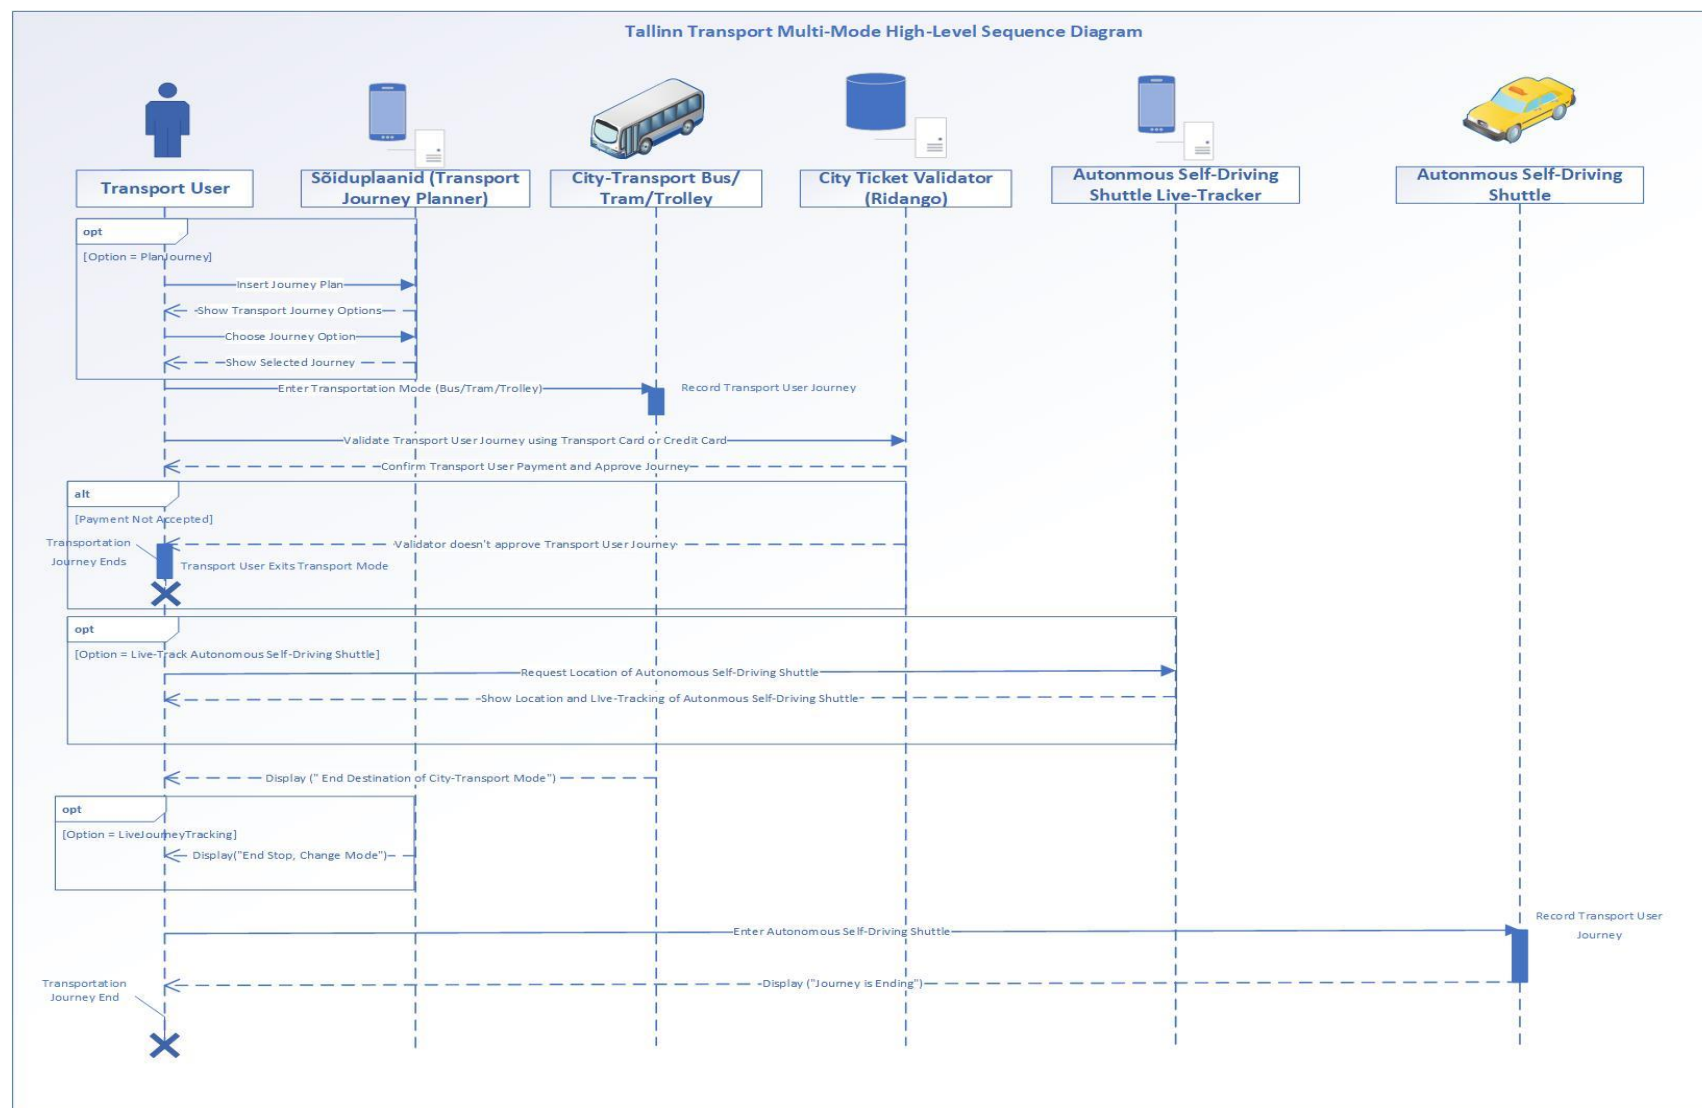 Tallinn Transport Multi-Mode High-Level Sequence Diagram
Transport User
Sõiduplaanid (Transport
Journey Planner)
City-Transport Bus/
Tram/Trolley
City Ticket Validator
(Ridango)
Autonmous Self-Driving
Shuttle Live-Tracker
Autonmous Self-Driving
Shuttle
opt
[Option = PlanJourney]
Insert Journey Plan
Show Transport Journey Options
Choose Journey Option
Show Selected Journey
Enter Transportation Mode (Bus/Tram/Trolley)
Record Transport User Journey
Validate Transport User Journey using Transport Card or Credit Card
Confirm Transport User Payment and Approve Journey
alt
[Payment Not Accepted]
Transportation
Journey Ends
Validator doesn't approve Transport User Journey
Transport User Exits Transport Mode
opt
[Option = Live-Track Autonomous Self-Driving Shuttle]
Request Location of Autonomous Self-Driving Shuttle
Show Location and LIve-Tracking of Autonmous Self-Driving Shuttle
Display (" End Destination of City-Transport Mode")
opt
[Option = LiveJourneyTracking]
Display("End Stop, Change Mode")
Record Transport User
Journey
Enter Autonomous Self-Driving Shuttle
Display ("Journey is Ending")
Transportation
Journey End